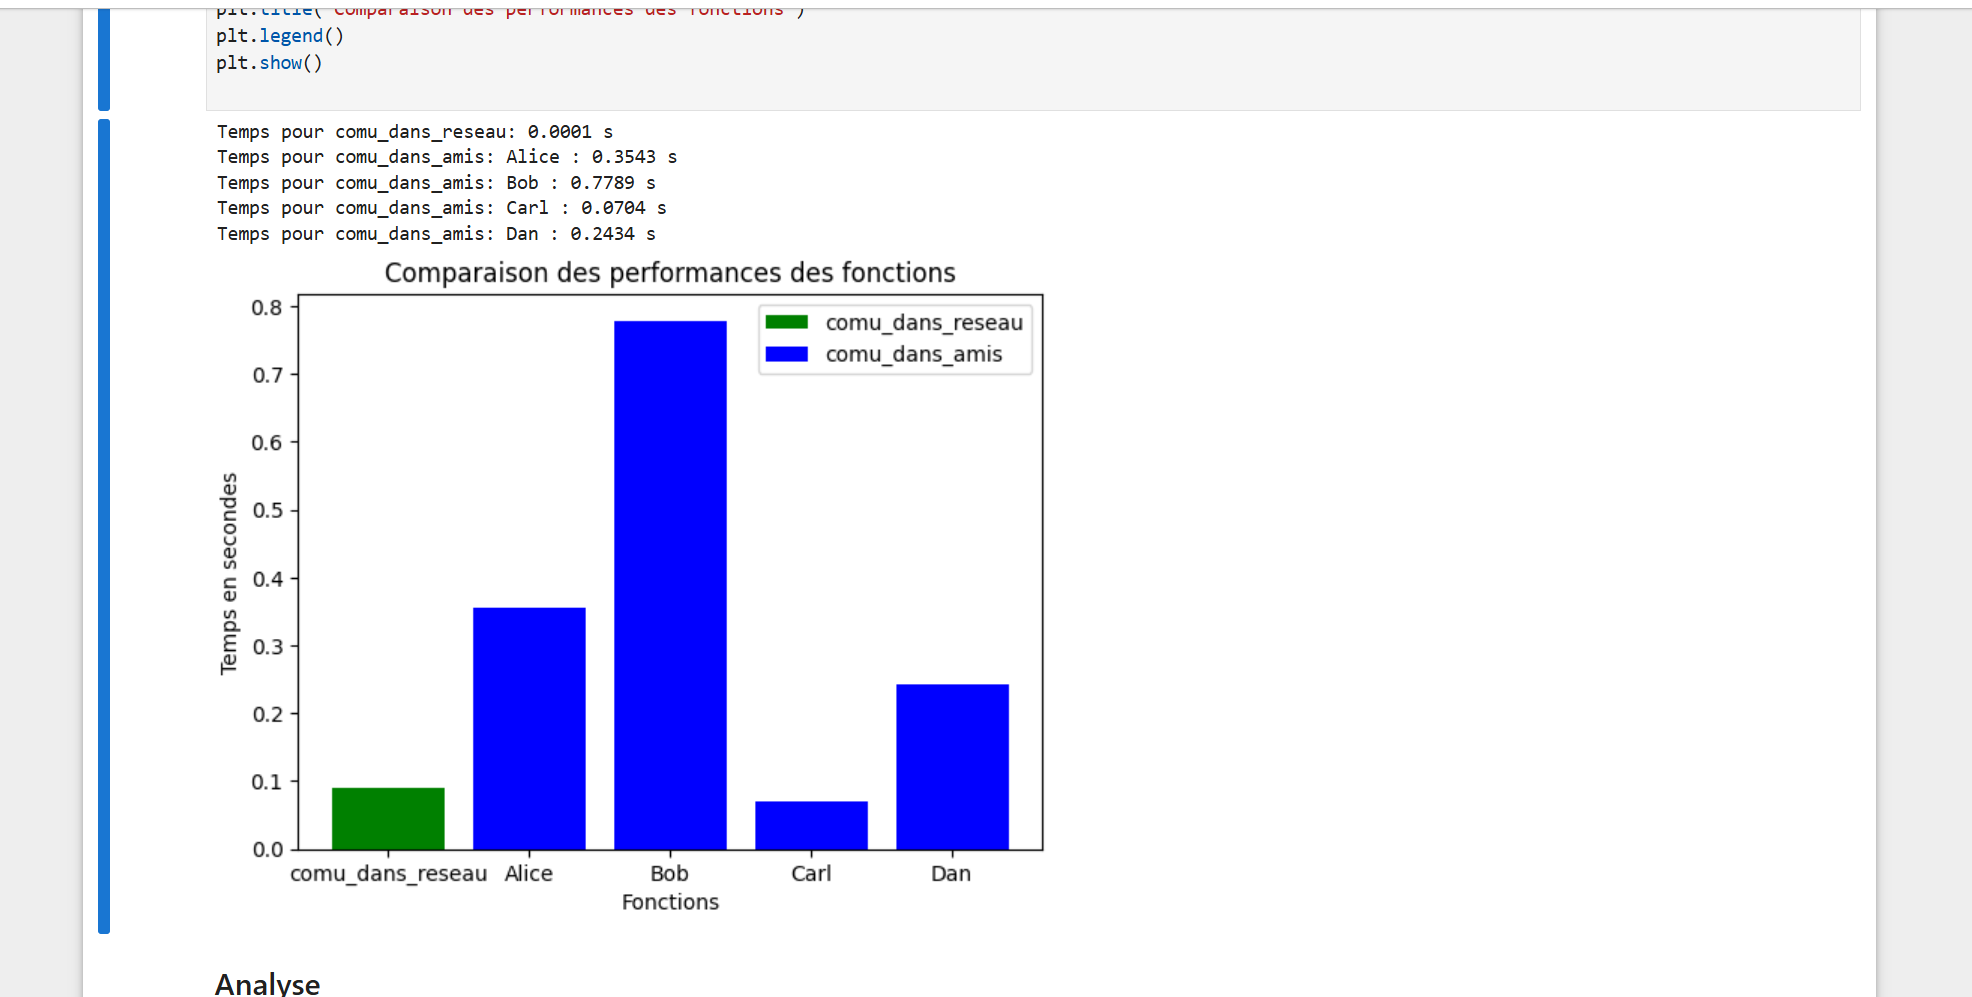 plt.title("Comparaison des performances des fonctions")
plt.legend()
plt.show()
Temps pour comu_dans_reseau: 0.0001 s
Temps pour comu_dans_amis: Alice : 0.3543 s
Temps pour comu_dans_amis: Bob : 0.7789 s
Temps pour comu_dans_amis: Carl : 0.0704 s
Temps pour comu_dans_amis: Dan : 0.2434 s
Comparaison des performances des fonctions
comu_dans_reseau
comu_dans_amis
0.8
0.7
0.6
0.5
0.4
0.3
0.2
0.1
0.0
Temps en secondes
comu_dans_reseau Alice Bob Carl Dan
Fonctions
Analyse